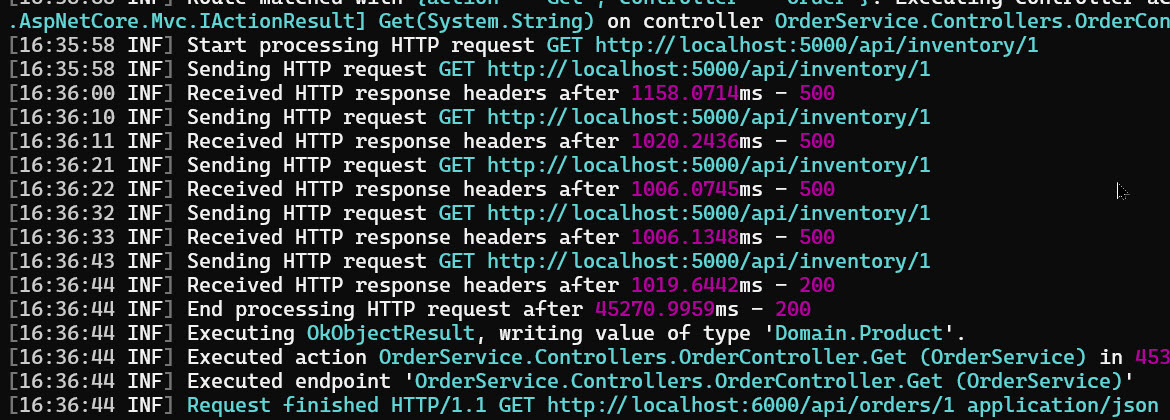 .AspNetCore.Mvc.IActionResult] Get(System.String) on controller OrderService.Controllers.OrderCon
[16:35:58 INF] Start processing HTTP request GET http://localhost:5000/api/inventory/1
[16:35:58 INF] Sending HTTP request GET http://localhost:5000/api/inventory/1
[16:36:00 INF] Received HTTP response headers after 1158.0714ms - 500
[16:36:10 INF] Sending HTTP request GET http://localhost:5000/api/inventory/1
[16:36:11 INF] Received HTTP response headers after 1020.2436ms - 500
[16:36:21 INF] Sending HTTP request GET http://localhost:5000/api/inventory/1
[16:36:22 INF] Received HTTP response headers after 1006.0745ms - 500
[16:36:32 INF] Sending HTTP request GET http://localhost:5000/api/inventory/1
[16:36:33 INF] Received HTTP response headers after 1006.1348ms - 500
[16:36:43 INF] Sending HTTP request GET http://localhost:5000/api/inventory/1
[16:36:44 INF] Received HTTP response headers after 1019.6442ms - 200
[16:36:44 INF] End processing HTTP request after 45270.9959ms - 200
[16:36:44 INF] Executing OkObjectResult, writing value of type 'Domain.Product'.
[16:36:44 INF] Executed action OrderService.Controllers.OrderController.Get (OrderService) in 453
[16:36:44 INF] Executed endpoint 'OrderService.Controllers.OrderController.Get (OrderService)'
[16:36:44 INF] Request finished HTTP/1.1 GET http://localhost:6000/api/orders/1 application/json